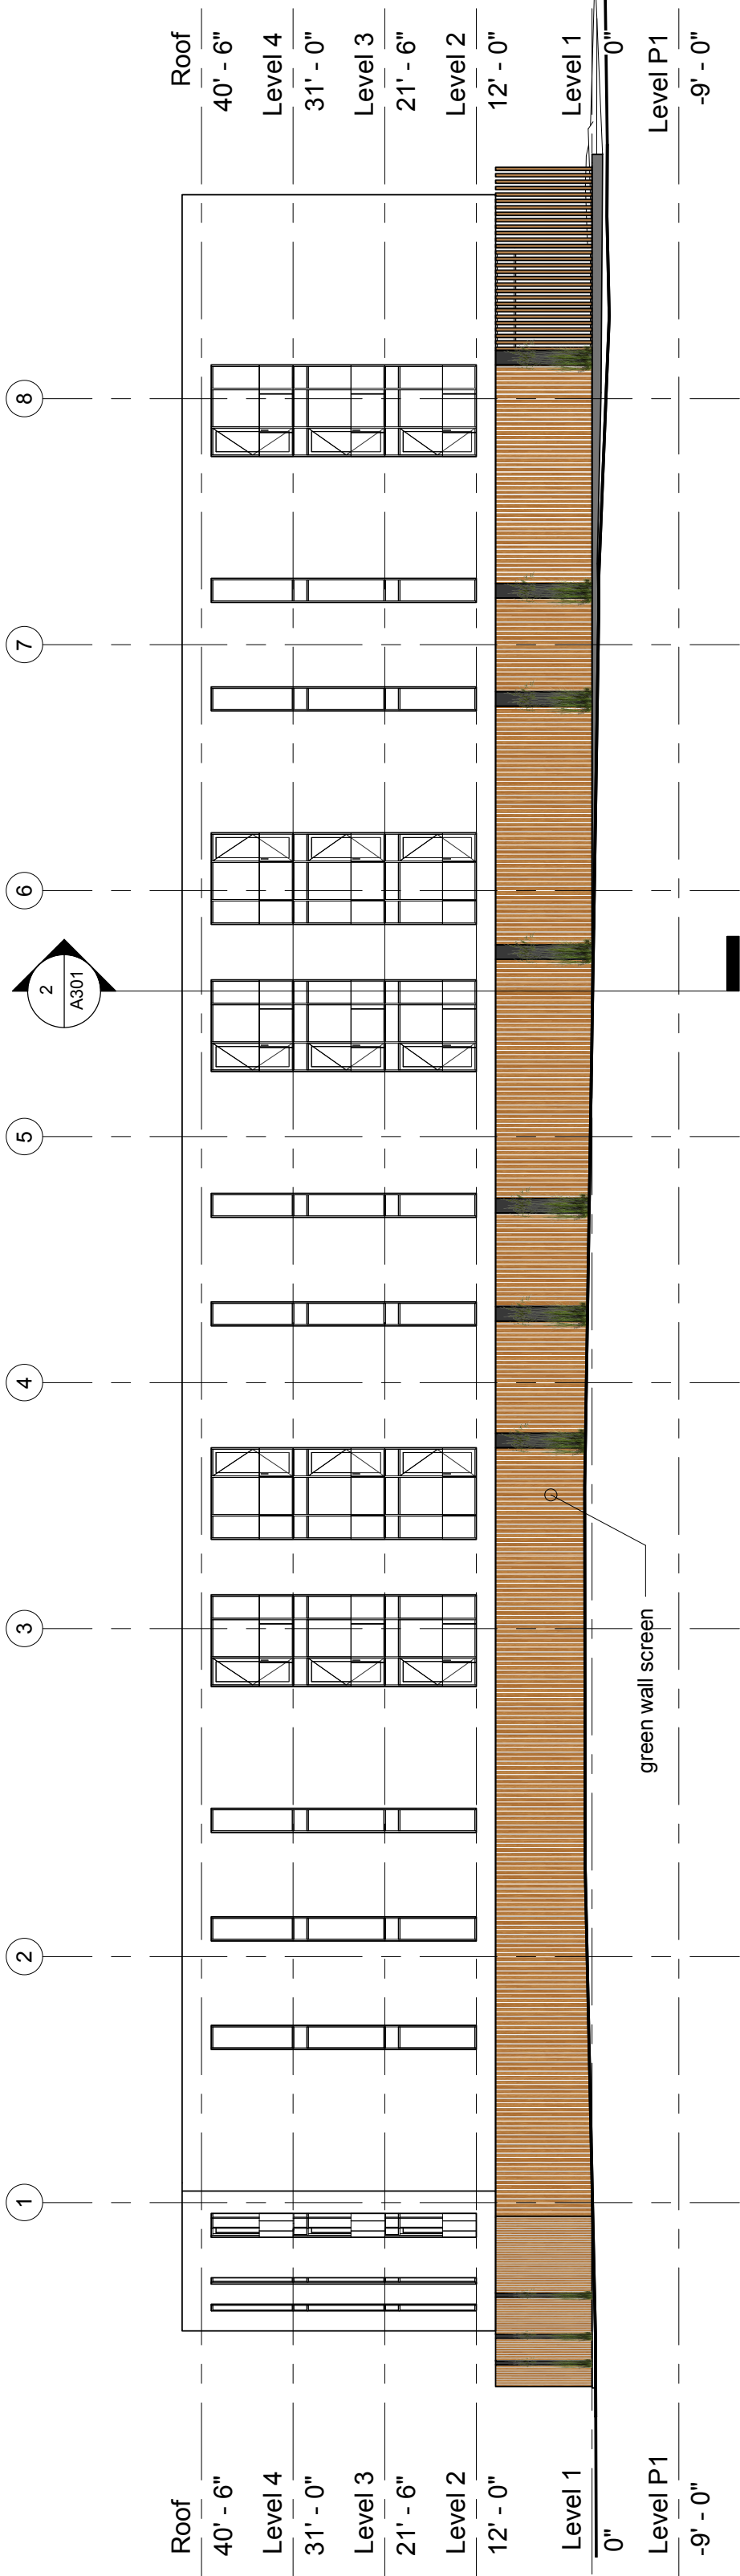 1
2
3
4
5
6
7
8
2
A301
Roof
40' - 6"
Level 4
31' - 0"
Level 3
21' - 6"
Level 2
12' - 0"
Level 1
0"
Level P1
-9' - 0"
Roof
40' - 6"
Level 4
31' - 0"
Level 3
21' - 6"
Level 2
12' - 0"
Level 1
0"
Level P1
-9' - 0"
green wall screen